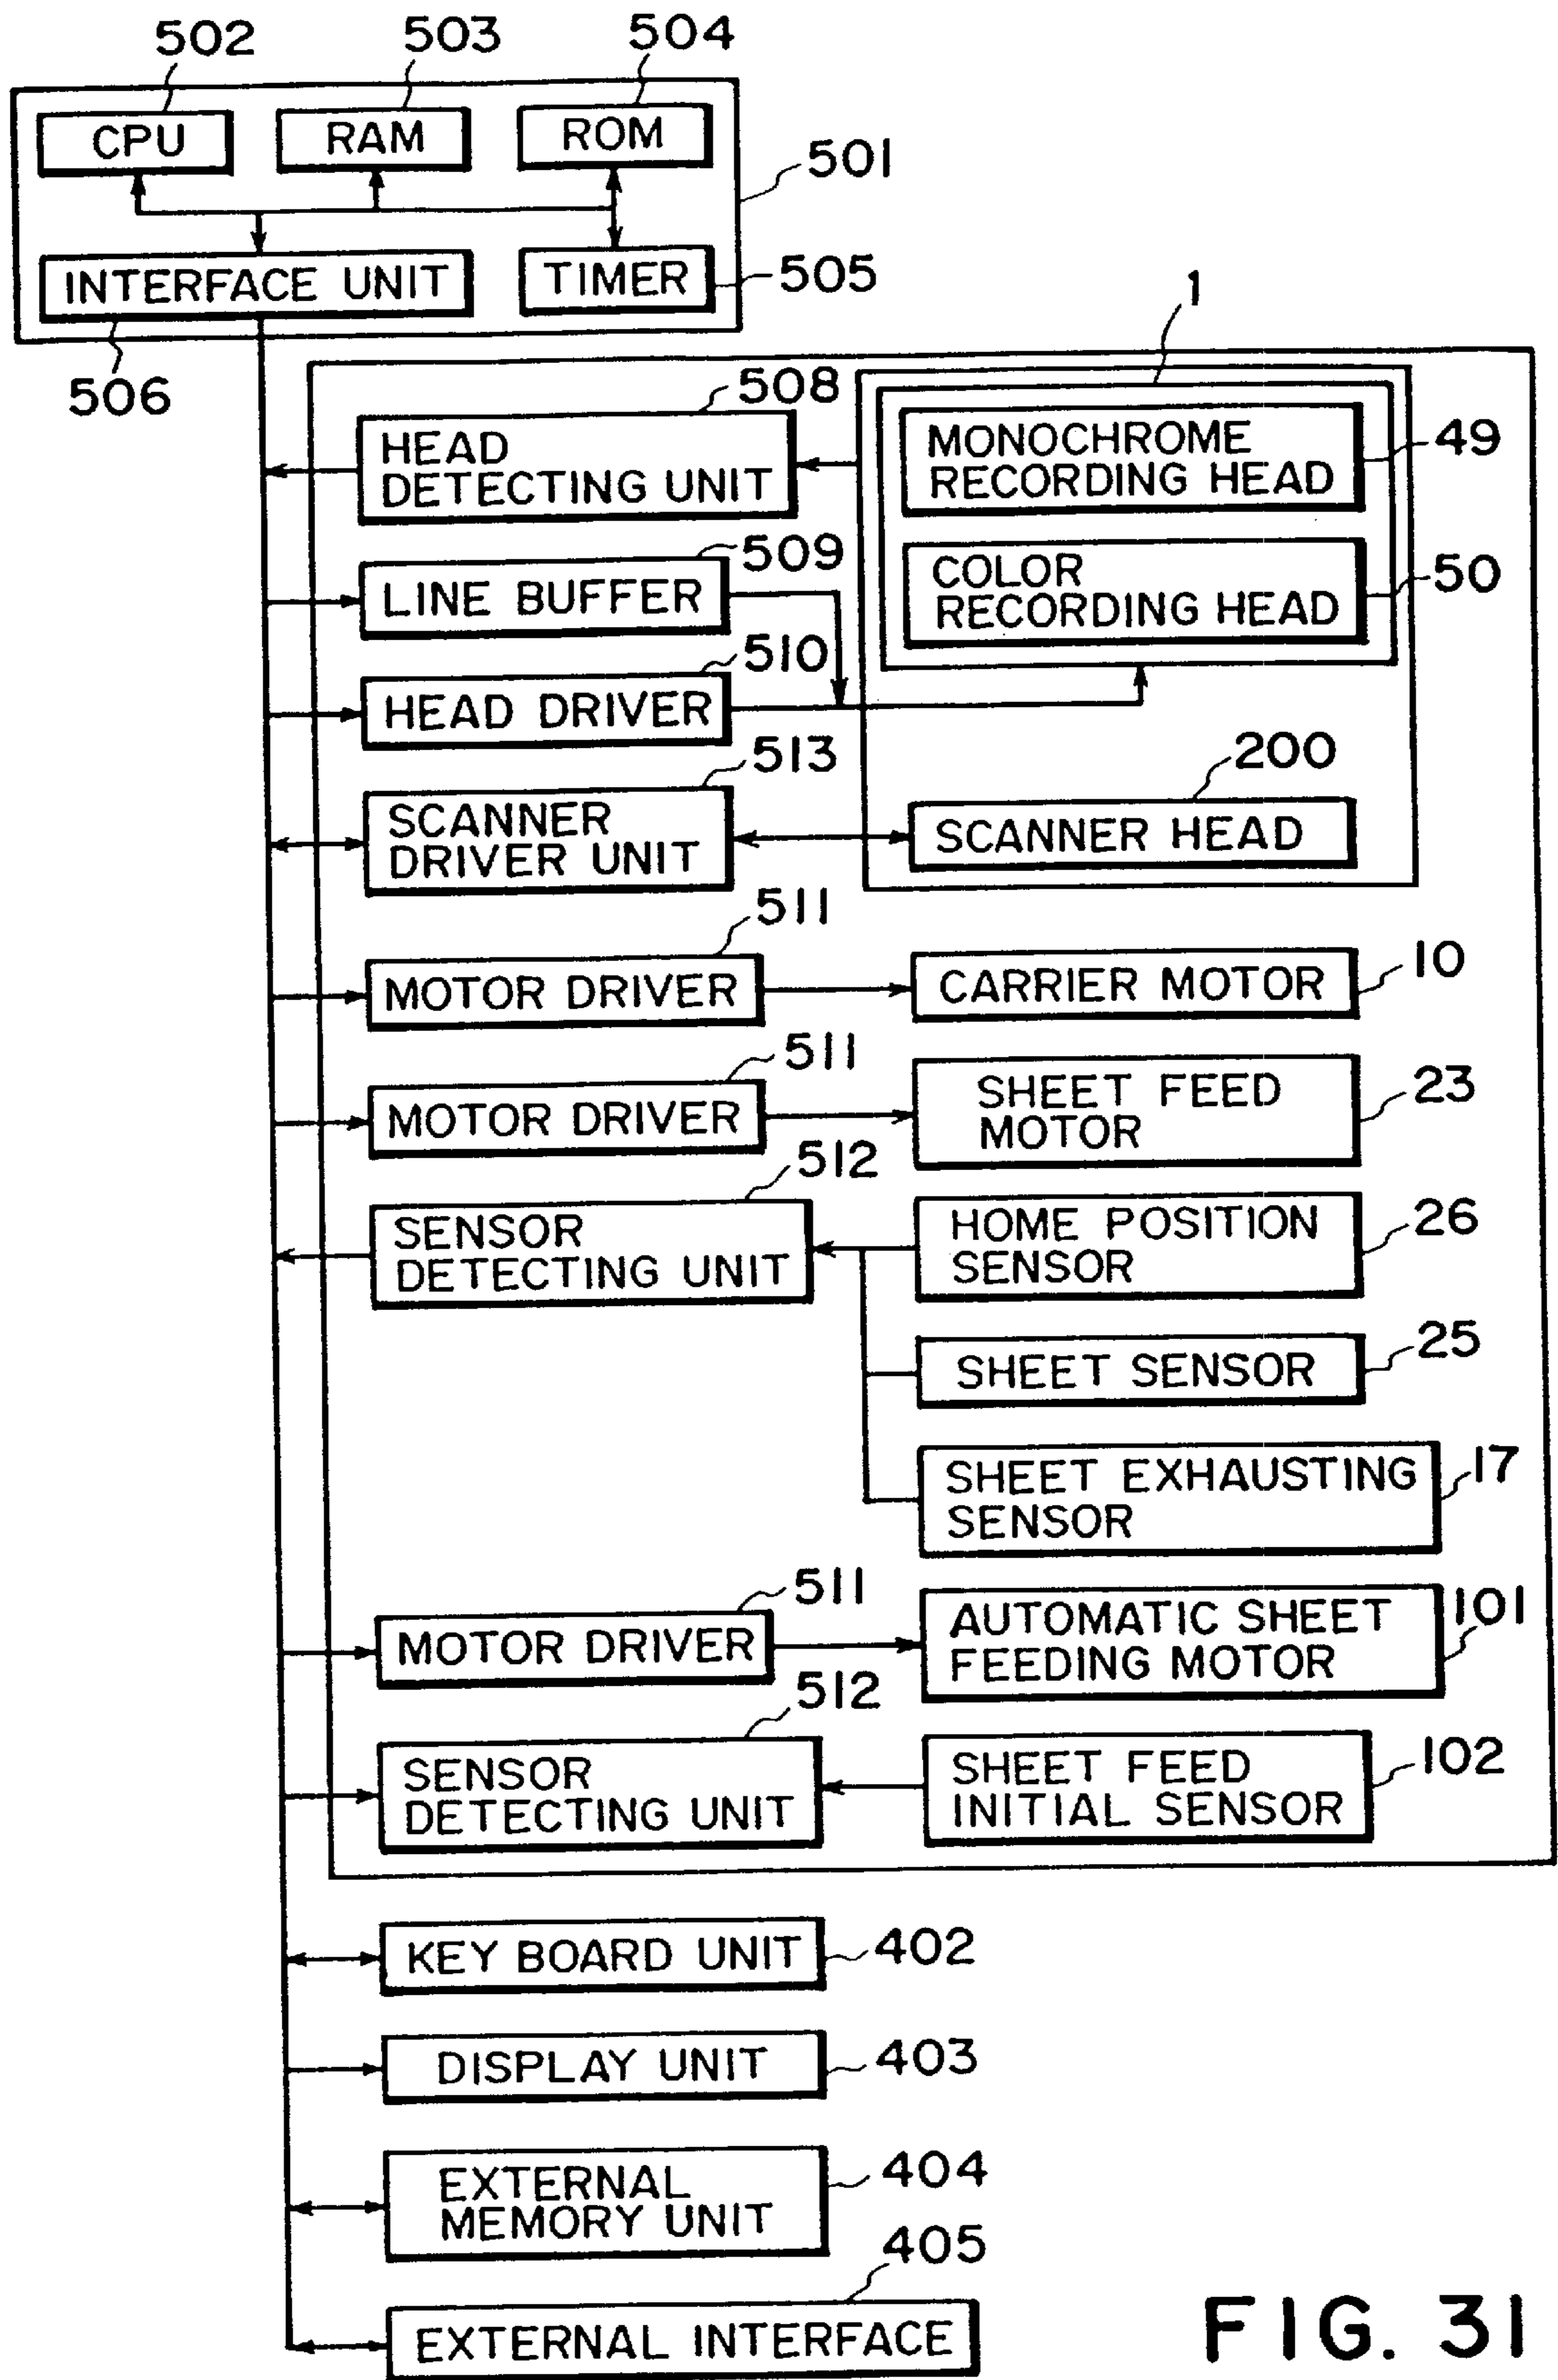 502
503
504
CPU
RAM
ROM
501
INTERFACE UNIT
TIMER
505
506
1
508
HEAD
DETECTING UNIT
MONOCHROME
RECORDING HEAD
49
509
LINE BUFFER
COLOR
RECORDING HEAD
50
510
HEAD DRIVER
513
SCANNER
DRIVER UNIT
200
SCANNER HEAD
511
MOTOR DRIVER
CARRIER MOTOR
10
511
MOTOR DRIVER
SHEET FEED
MOTOR
23
512
SENSOR
DETECTING UNIT
HOME POSITION
SENSOR
26
SHEET SENSOR
25
SHEET EXHAUSTING
SENSOR
17
511
MOTOR DRIVER
AUTOMATIC SHEET
FEEDING MOTOR
101
512
SENSOR
DETECTING UNIT
SHEET FEED
INITIAL SENSOR
102
KEY BOARD UNIT
402
DISPLAY UNIT
403
EXTERNAL
MEMORY UNIT
404
405
EXTERNAL INTERFACE
FIG. 31